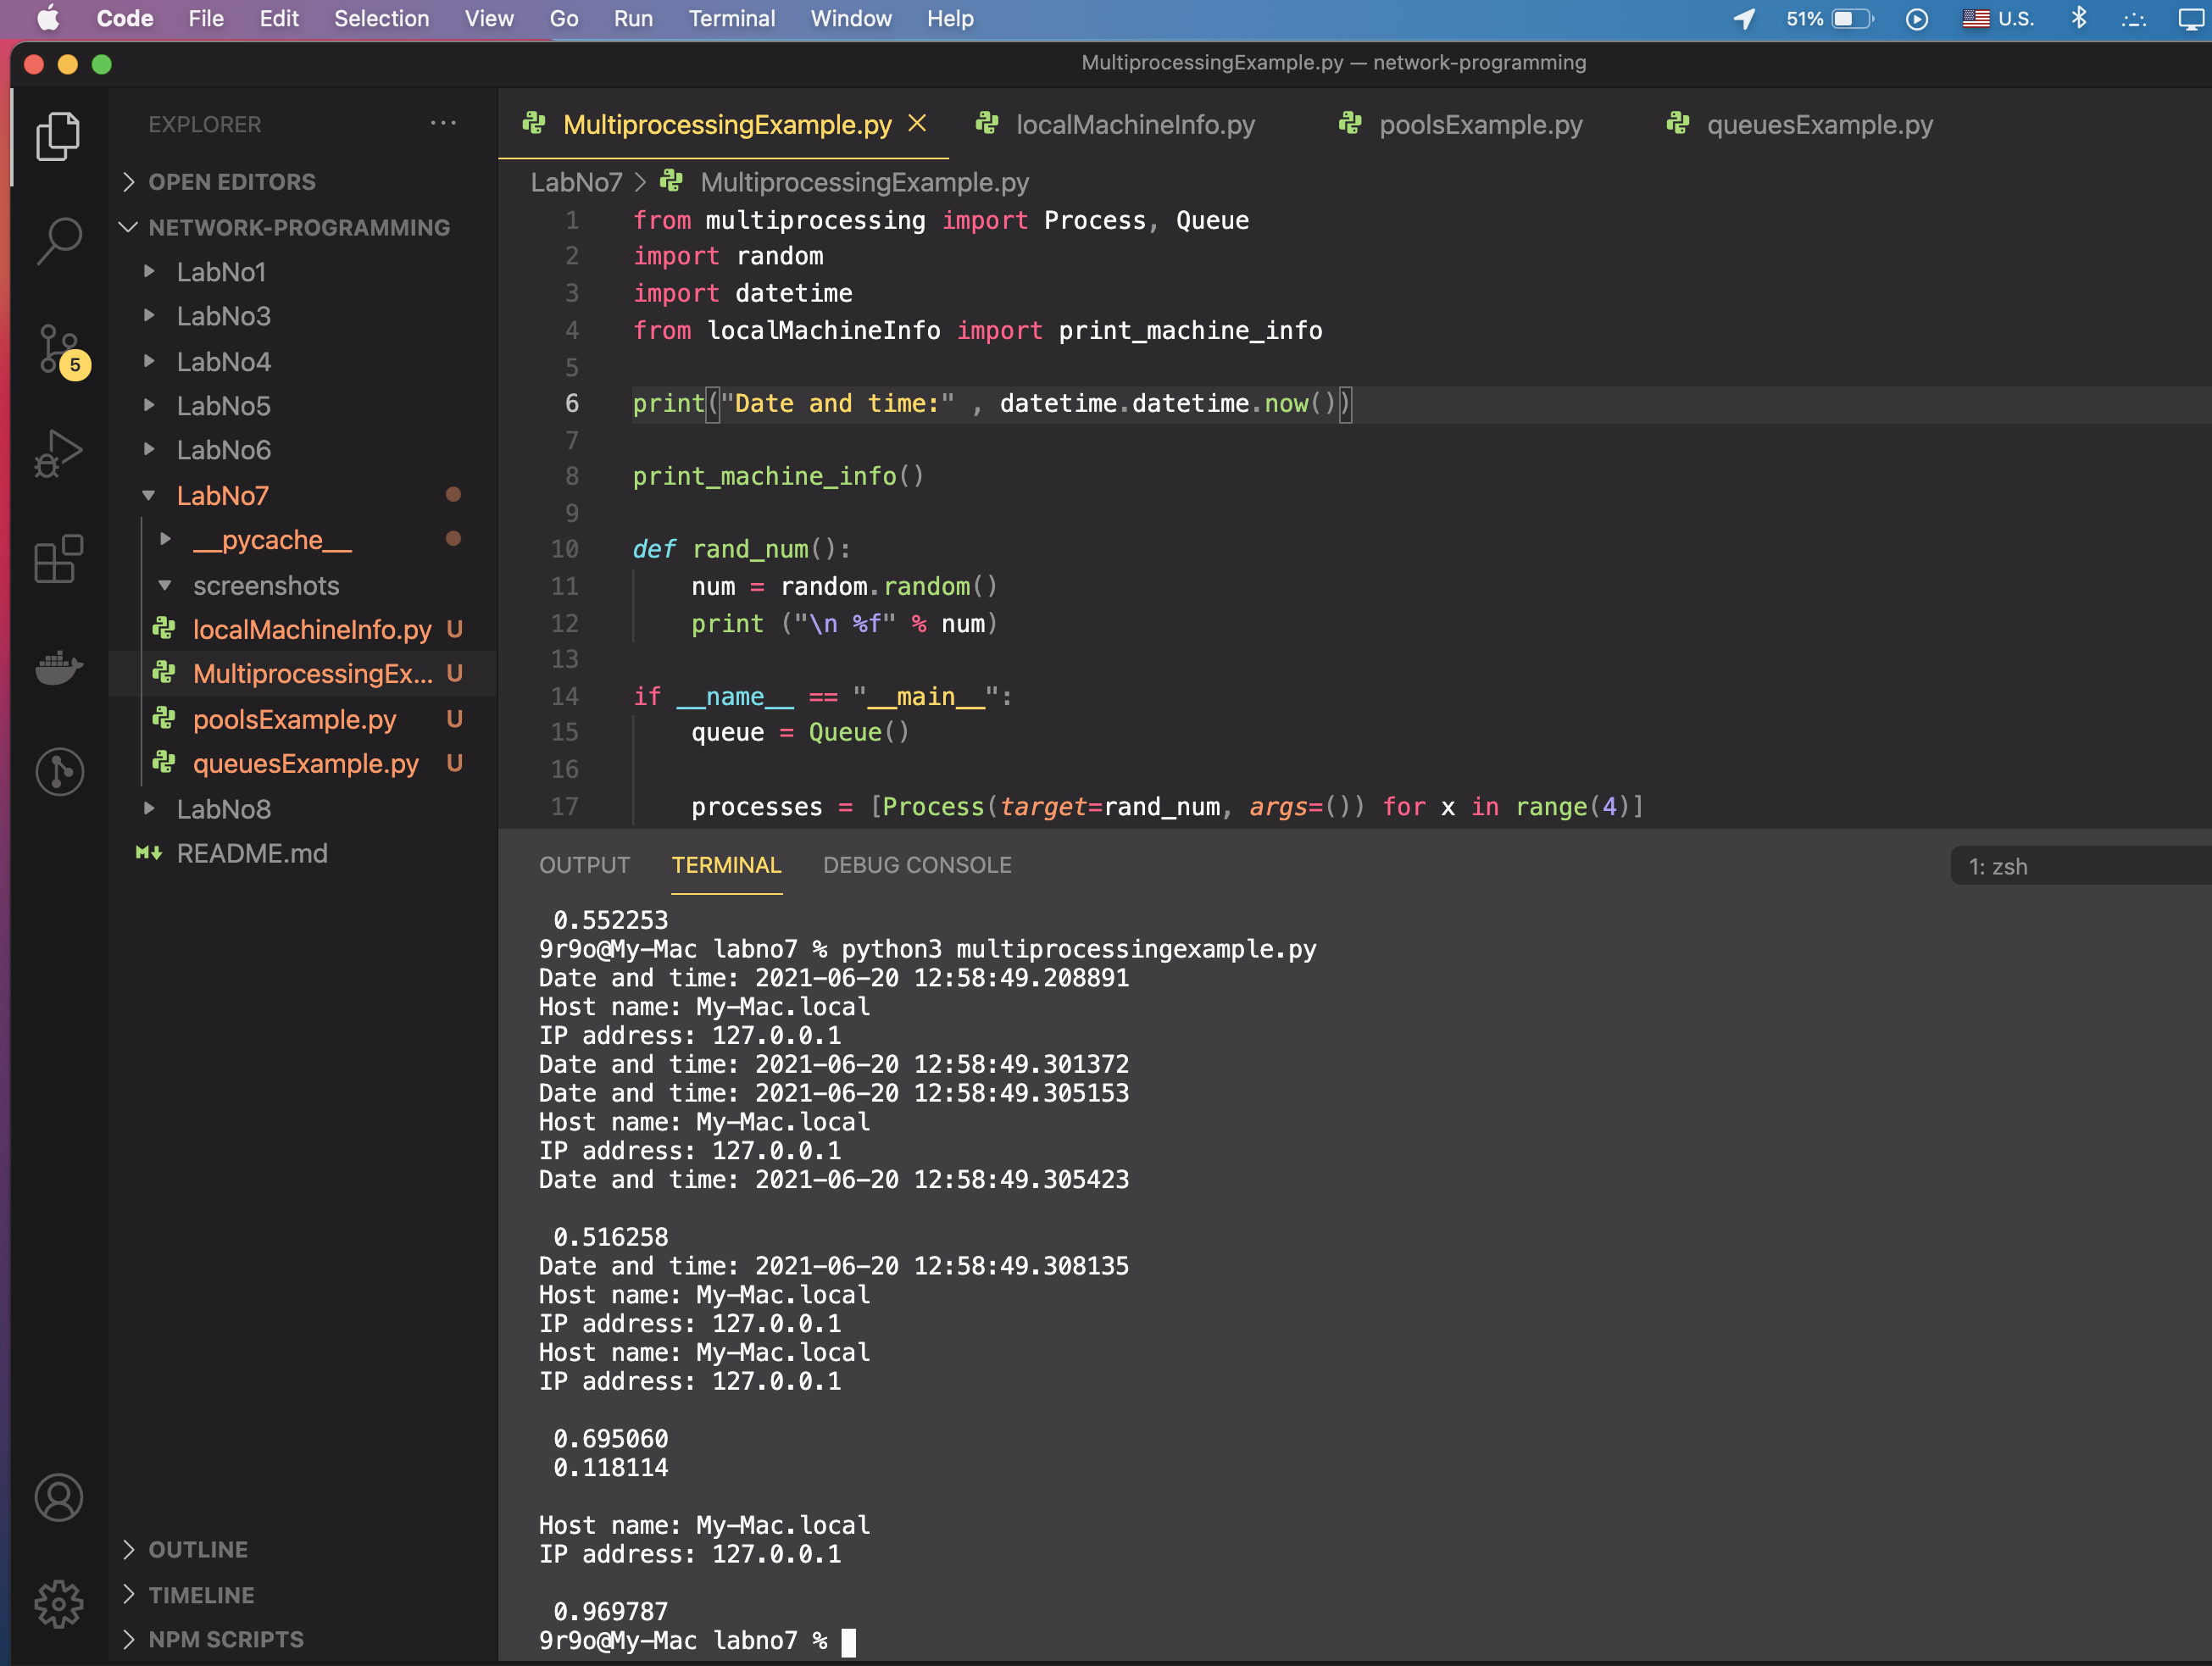 Code File Edit Selection View Go Run Terminal Window Help 51% U.S.
MultiprocessingExample.py — network-programming
EXPLORER ···
OPEN EDITORS
NETWORK-PROGRAMMING
LabNo1
LabNo3
LabNo4
5
LabNo5
LabNo6
LabNo7
__pycache__
screenshots
localMachineInfo.py U
MultiprocessingEx... U
poolsExample.py U
queuesExample.py U
LabNo8
README.md
OUTLINE
TIMELINE
NPM SCRIPTS
MultiprocessingExample.py localMachineInfo.py poolsExample.py queuesExample.py
LabNo7 > MultiprocessingExample.py
1 from multiprocessing import Process, Queue
2 import random
3 import datetime
4 from localMachineInfo import print_machine_info
5
6 print("Date and time:" , datetime.datetime.now())
7
8 print_machine_info()
9
10 def rand_num():
11     num = random.random()
12     print ("\n %f" % num)
13
14 if __name__ == "__main__":
15     queue = Queue()
16
17     processes = [Process(target=rand_num, args=()) for x in range(4)]
OUTPUT TERMINAL DEBUG CONSOLE 1: zsh
0.552253
9r9o@My-Mac labno7 % python3 multiprocessingexample.py
Date and time: 2021-06-20 12:58:49.208891
Host name: My-Mac.local
IP address: 127.0.0.1
Date and time: 2021-06-20 12:58:49.301372
Date and time: 2021-06-20 12:58:49.305153
Host name: My-Mac.local
IP address: 127.0.0.1
Date and time: 2021-06-20 12:58:49.305423
0.516258
Date and time: 2021-06-20 12:58:49.308135
Host name: My-Mac.local
IP address: 127.0.0.1
Host name: My-Mac.local
IP address: 127.0.0.1
0.695060
0.118114
Host name: My-Mac.local
IP address: 127.0.0.1
0.969787
9r9o@My-Mac labno7 %